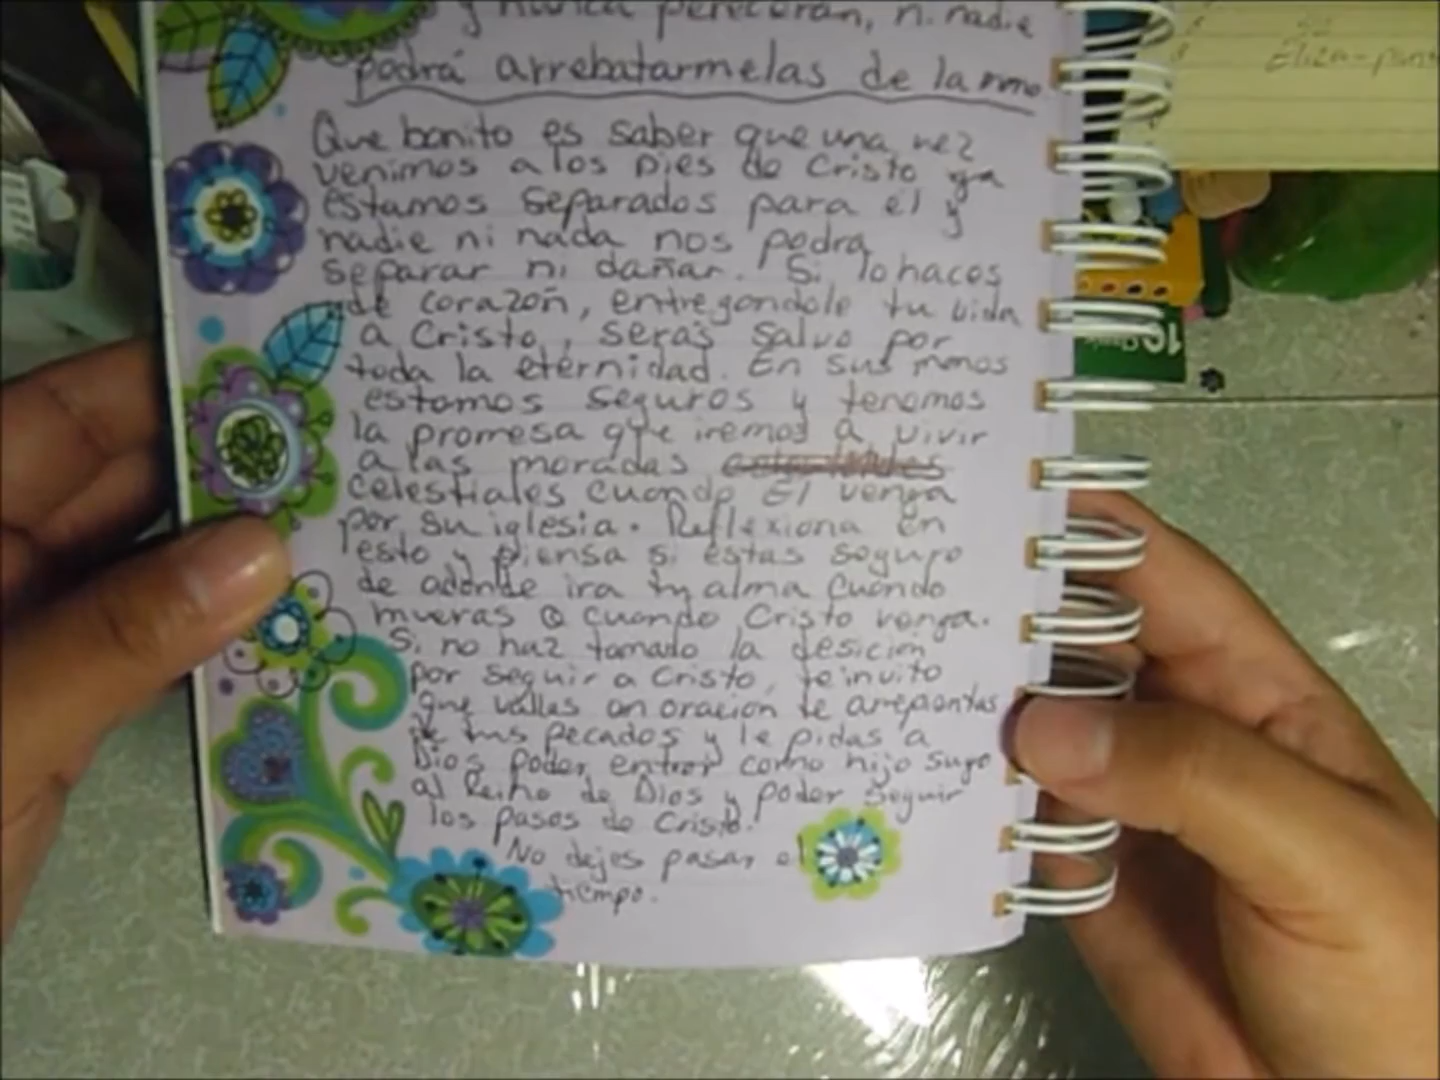 y nunca perecerán, ni nadie
podrá arrebatarmelas de la mno
Que bonito es saber que una vez
venimos a los pies de Cristo ya
estamos separados para él y
nadie ni nada nos podra
separar ni dañar. Si lo haces
de corazón, entregandole tu vida
a Cristo, seras salvo por
toda la eternidad. En sus manos
estamos seguros y tenemos
la promesa que iremos a vivir
a las moradas
celestiales cuando El venga
por su iglesia. Reflexiona en
esto y piensa si estas seguro
de adonde ira tu alma cuando
mueras o cuando Cristo venga.
Si no haz tomado la desicion
por seguir a Cristo, te invito
que valles en oración te arrepientas
de tus pecados y le pidas a
Dios poder entrar como hijo suyo
al Reino de Dios y poder seguir
los pasos de Cristo.
No dejes pasar el
tiempo.
Eliza-